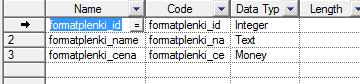 Name Code Data Typ Length
formatplenki_id = formatplenki_id Integer
2 formatplenki_name formatplenki_na Text
3 formatplenki_cena formatplenki_ce Money